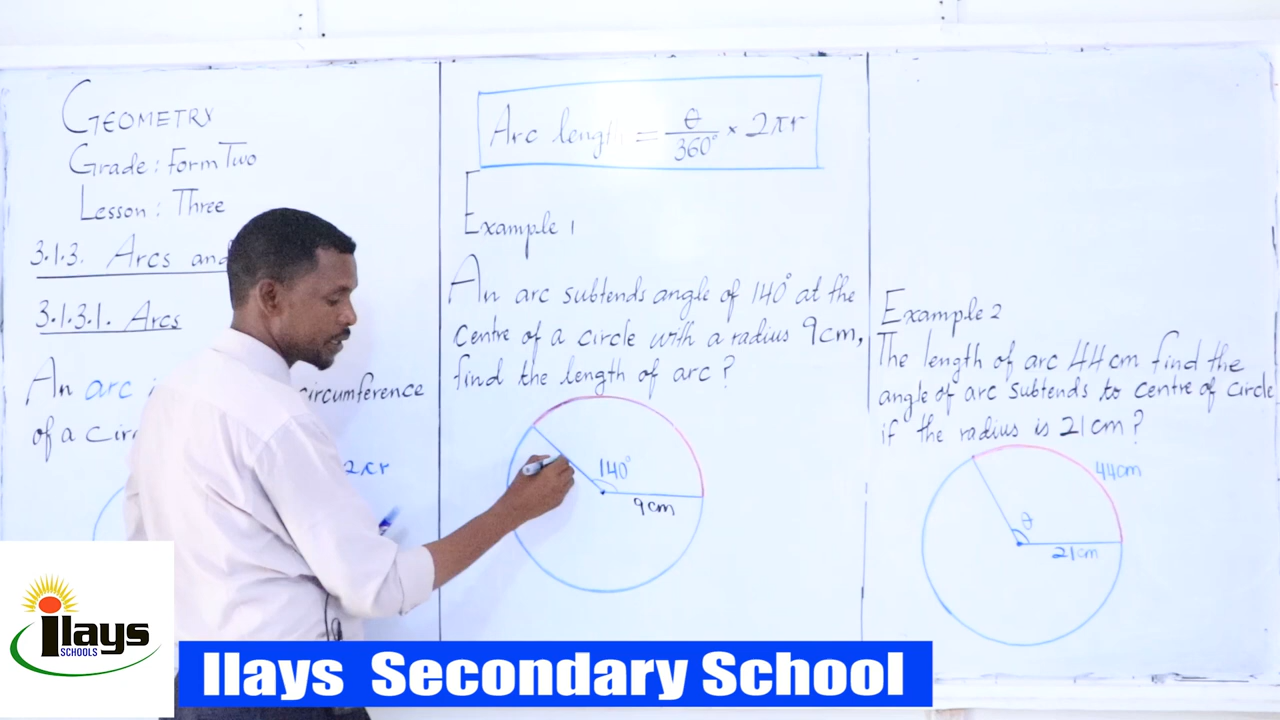 GEOMETRY
Grade: Form Two
Lesson: Three
3.1.3. Arcs and
3.1.3.1. Arcs
An arc circumference
of a
2πr
Arc length = θ/360° × 2πr
Example 1
An arc subtends angle of 140° at the
centre of a circle with a radius 9cm,
find the length of arc?
140°
9cm
Example 2
The length of arc 44cm find the
angle of arc subtends to centre of circle
if the radius is 21cm?
44cm
θ
21cm
ilays
SCHOOLS
Ilays Secondary School